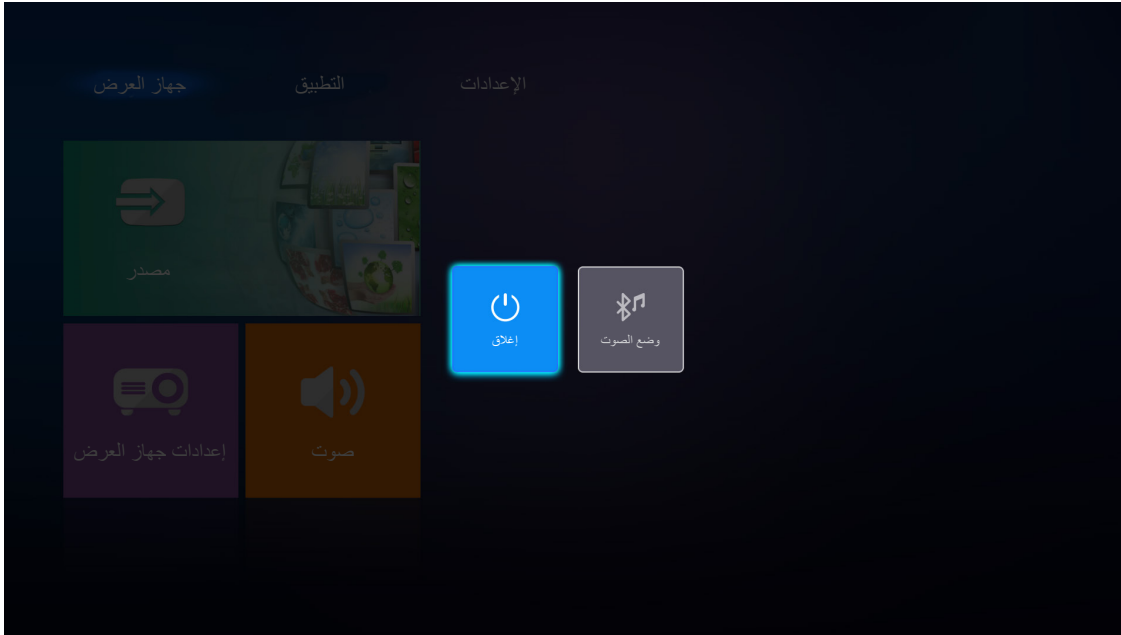 جهاز العرض
التطبيق
الإعدادات
مصدر
إغلاق
وضع الصوت
إعدادات جهاز العرض
صوت